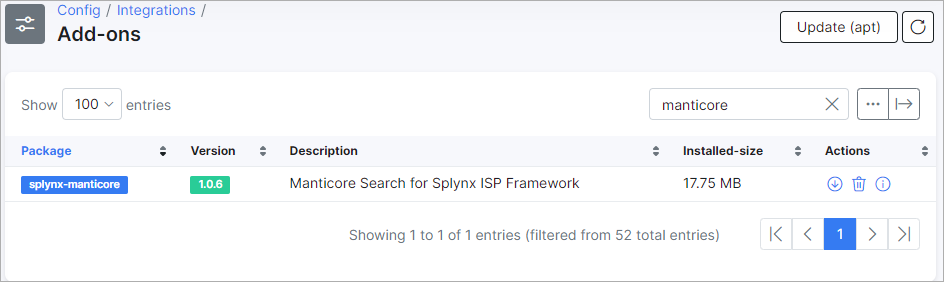 Config / Integrations /
Add-ons
Update (apt)
Show 100 entries
manticore
Package Version Description Installed-size Actions
splynx-manticore 1.0.6 Manticore Search for Splynx ISP Framework 17.75 MB
Showing 1 to 1 of 1 entries (filtered from 52 total entries)
1